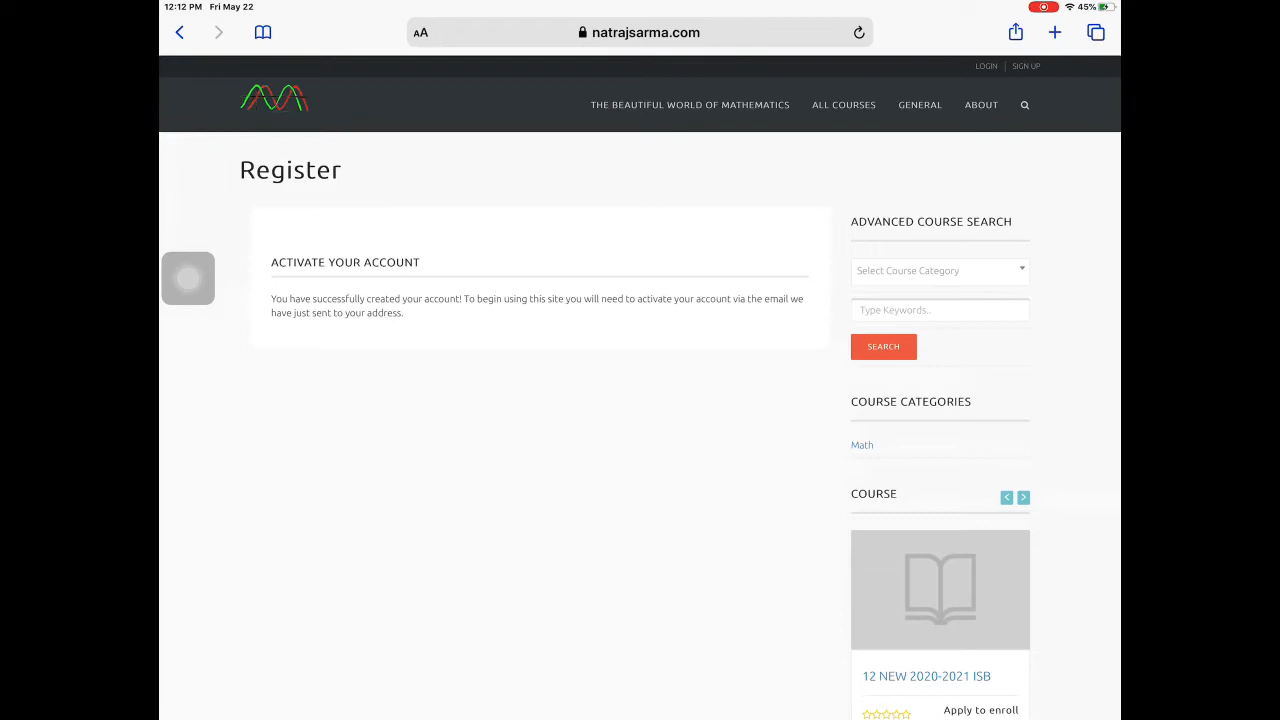 12:12 PM Fri May 22
45%
AA natrajsarma.com
LOGIN SIGN UP
THE BEAUTIFUL WORLD OF MATHEMATICS ALL COURSES GENERAL ABOUT
Register
ACTIVATE YOUR ACCOUNT
You have successfully created your account! To begin using this site you will need to activate your account via the email we
have just sent to your address.
ADVANCED COURSE SEARCH
Select Course Category
Type Keywords..
SEARCH
COURSE CATEGORIES
Math
COURSE
12 NEW 2020-2021 ISB
Apply to enroll